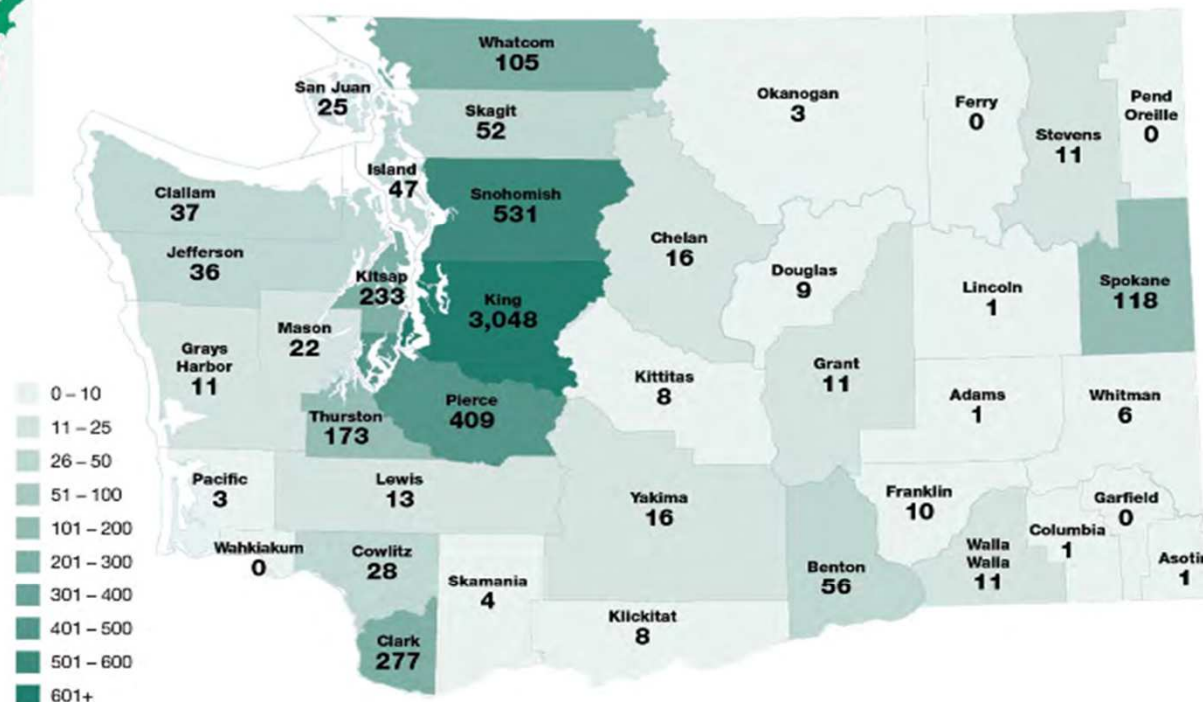 Whatcom
105
San Juan
25
Skagit
52
Okanogan
3
Ferry
0
Pend
Oreille
0
Stevens
11
Island
47
Clallam
37
Snohomish
531
Jefferson
36
Chelan
16
Douglas
9
Kitsap
233
King
3,048
Lincoln
1
Spokane
118
Mason
22
Grays
Harbor
11
Kittitas
8
Grant
11
Adams
1
Whitman
6
Pierce
409
Thurston
173
Pacific
3
Lewis
13
Yakima
16
Franklin
10
Garfield
0
Columbia
1
Wahkiakum
0
Cowlitz
28
Skamania
4
Benton
56
Walla
Walla
11
Asotin
1
Klickitat
8
Clark
277
0 – 10
11 – 25
26 – 50
51 – 100
101 – 200
201 – 300
301 – 400
401 – 500
501 – 600
601+